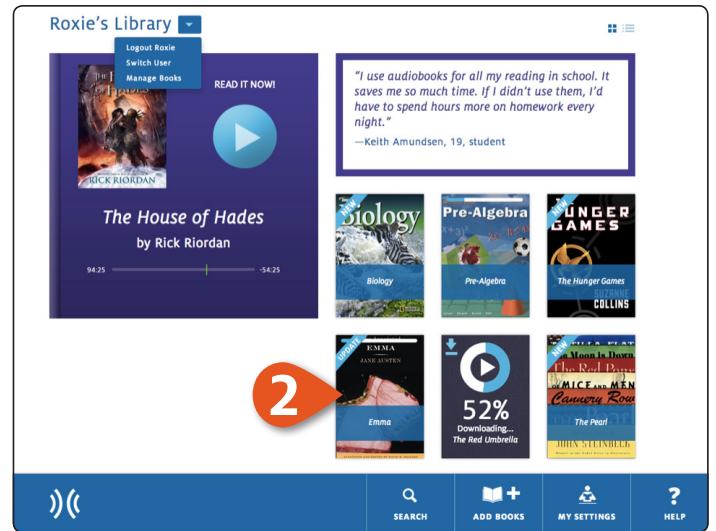 Roxie's Library
Logout Roxie
Switch User
Manage Books
READ IT NOW!
RICK RIORDAN
The House of Hades
by Rick Riordan
94:25
-54:25
"I use audiobooks for all my reading in school. It
saves me so much time. If I didn't use them, I'd
have to spend hours more on homework every
night."
—Keith Amundsen, 19, student
NEW
Biology
Biology
Pre-Algebra
Pre-Algebra
NEW
HUNGER
GAMES
The Hunger Games
SUZANNE
COLLINS
UPDATE
EMMA
JANE AUSTEN
Emma
2
52%
Downloading...
The Red Umbrella
NEW
Moon is Down
The Red Pony
OF MICE AND MEN
Cannery Row
The Pearl
JOHN STEINBECK
SEARCH
ADD BOOKS
MY SETTINGS
?
HELP